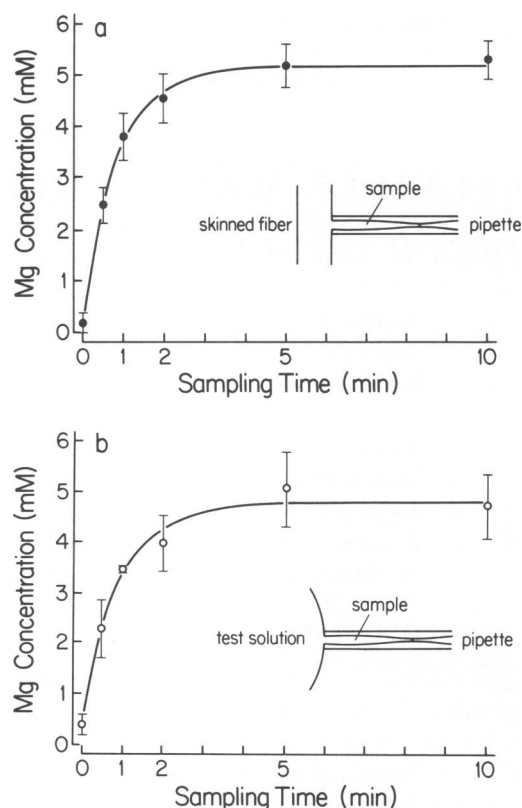 a
Mg Concentration (mM)
6
5
4
3
2
1
0
sample
skinned fiber
pipette
0 1 2 5 10
Sampling Time (min)
b
Mg Concentration (mM)
6
5
4
3
2
1
0
sample
test solution
pipette
0 1 2 5 10
Sampling Time (min)